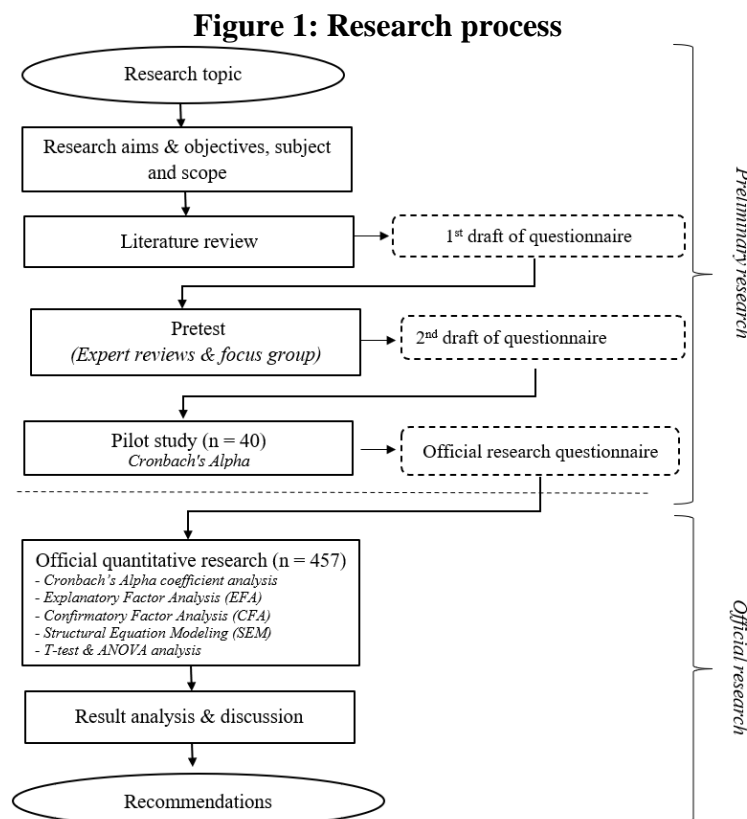 Figure 1: Research process
Research topic
Research aims & objectives, subject
and scope
Literature review
1st draft of questionnaire
Pretest
(Expert reviews & focus group)
2nd draft of questionnaire
Pilot study (n = 40)
Cronbach's Alpha
Official research questionnaire
Preliminary research
Official quantitative research (n = 457)
- Cronbach's Alpha coefficient analysis
- Explanatory Factor Analysis (EFA)
- Confirmatory Factor Analysis (CFA)
- Structural Equation Modeling (SEM)
- T-test & ANOVA analysis
Result analysis & discussion
Recommendations
Official research